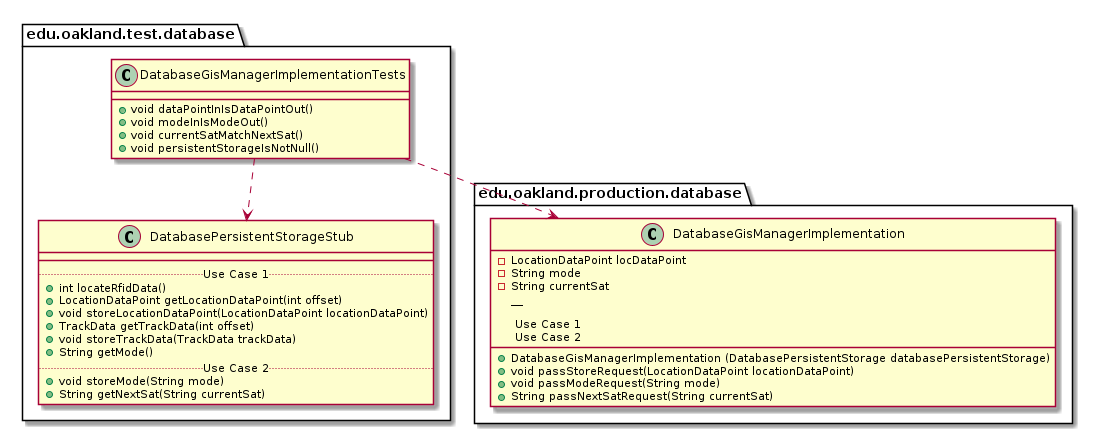 edu.oakland.test.database
C DatabaseGisManagerImplementationTests
void dataPointInIsDataPointOut()
void modeInIsModeOut()
void currentSatMatchNextSat()
void persistentStorageIsNotNull()
C DatabasePersistentStorageStub
Use Case 1
int locateRfidData()
LocationDataPoint getLocationDataPoint(int offset)
void storeLocationDataPoint(LocationDataPoint locationDataPoint)
TrackData getTrackData(int offset)
void storeTrackData(TrackData trackData)
String getMode()
Use Case 2
void storeMode(String mode)
String getNextSat(String currentSat)
edu.oakland.production.database
C DatabaseGisManagerImplementation
LocationDataPoint locDataPoint
String mode
String currentSat
__
Use Case 1
Use Case 2
DatabaseGisManagerImplementation (DatabasePersistentStorage databasePersistentStorage)
void passStoreRequest(LocationDataPoint locationDataPoint)
void passModeRequest(String mode)
String passNextSatRequest(String currentSat)